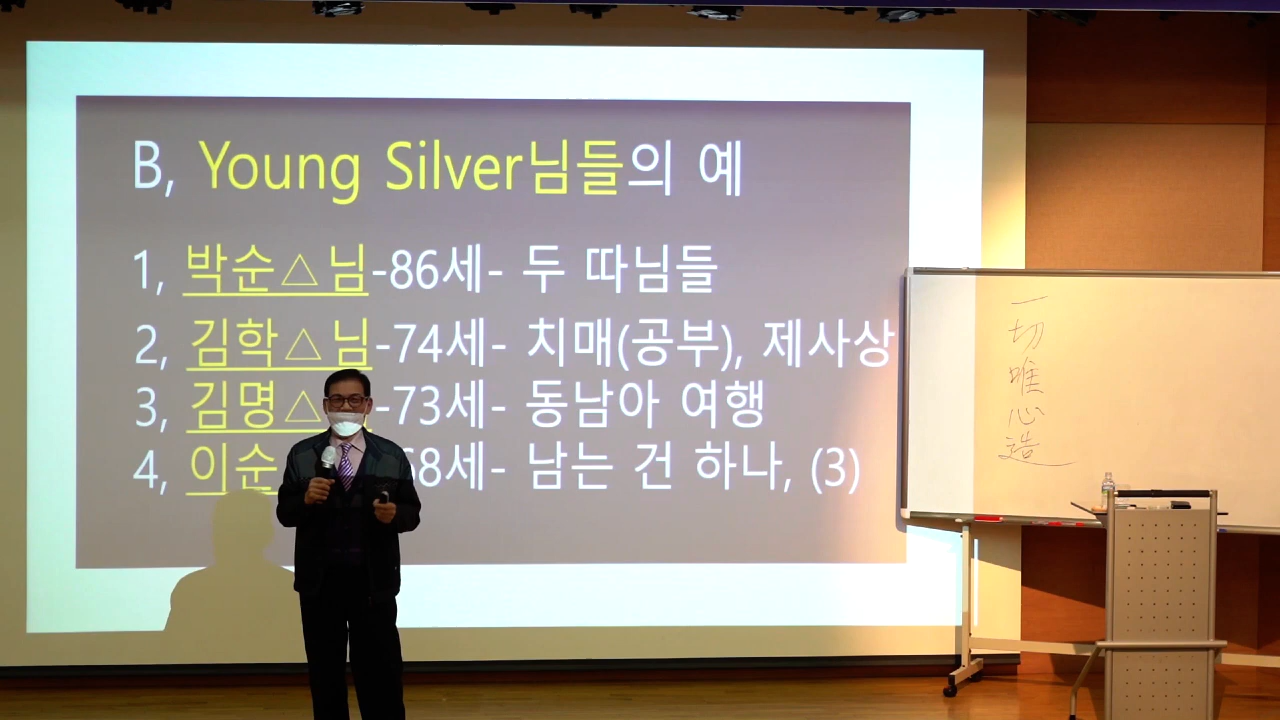 B, Young Silver님들의 예
1, 박순△님-86세- 두 따님들
2, 김학△님-74세- 치매(공부), 제사상
3, 김명△-73세- 동남아 여행
4, 이순 68세- 남는 건 하나, (3)
一切唯心造